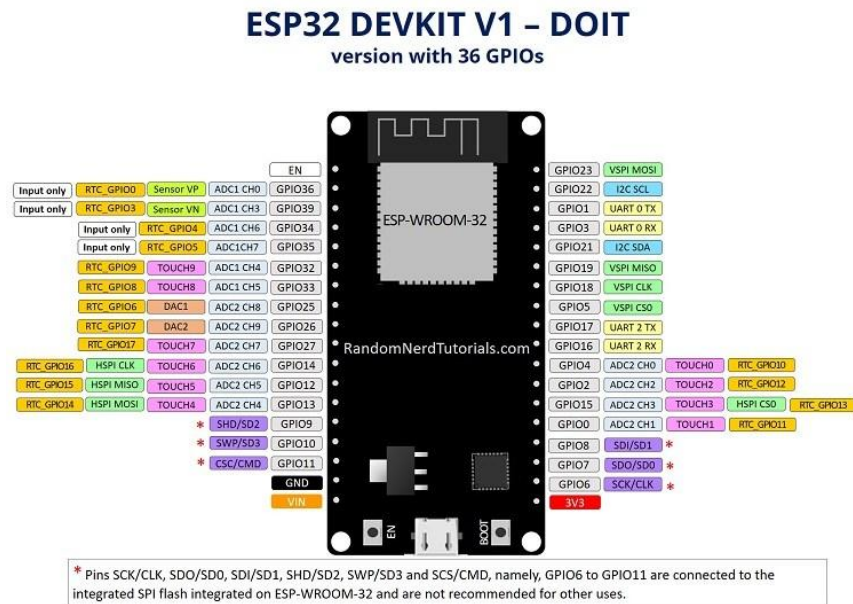 ESP32 DEVKIT V1 – DOIT
version with 36 GPIOs
EN
Input only RTC_GPIO0 Sensor VP ADC1 CH0 GPIO36
Input only RTC_GPIO3 Sensor VN ADC1 CH3 GPIO39
Input only RTC_GPIO4 ADC1 CH6 GPIO34
Input only RTC_GPIO5 ADC1CH7 GPIO35
RTC_GPIO9 TOUCH9 ADC1 CH4 GPIO32
RTC_GPIO8 TOUCH8 ADC1 CH5 GPIO33
RTC_GPIO6 DAC1 ADC2 CH8 GPIO25
RTC_GPIO7 DAC2 ADC2 CH9 GPIO26
RTC_GPIO17 TOUCH7 ADC2 CH7 GPIO27
RTC_GPIO16 HSPI CLK TOUCH6 ADC2 CH6 GPIO14
RTC_GPIO15 HSPI MISO TOUCH5 ADC2 CH5 GPIO12
RTC_GPIO14 HSPI MOSI TOUCH4 ADC2 CH4 GPIO13
* SHD/SD2 GPIO9
* SWP/SD3 GPIO10
* CSC/CMD GPIO11
GND
VIN
ESP-WROOM-32
RandomNerdTutorials.com
EN
BOOT
GPIO23 VSPI MOSI
GPIO22 I2C SCL
GPIO1 UART 0 TX
GPIO3 UART 0 RX
GPIO21 I2C SDA
GPIO19 VSPI MISO
GPIO18 VSPI CLK
GPIO5 VSPI CS0
GPIO17 UART 2 TX
GPIO16 UART 2 RX
GPIO4 ADC2 CH0 TOUCH0 RTC_GPIO10
GPIO2 ADC2 CH2 TOUCH2 RTC_GPIO12
GPIO15 ADC2 CH3 TOUCH3 HSPI CS0 RTC_GPIO13
GPIO0 ADC2 CH1 TOUCH1 RTC_GPIO11
GPIO8 SDI/SD1 *
GPIO7 SDO/SD0 *
GPIO6 SCK/CLK *
3V3
* Pins SCK/CLK, SDO/SD0, SDI/SD1, SHD/SD2, SWP/SD3 and SCS/CMD, namely, GPIO6 to GPIO11 are connected to the
integrated SPI flash integrated on ESP-WROOM-32 and are not recommended for other uses.